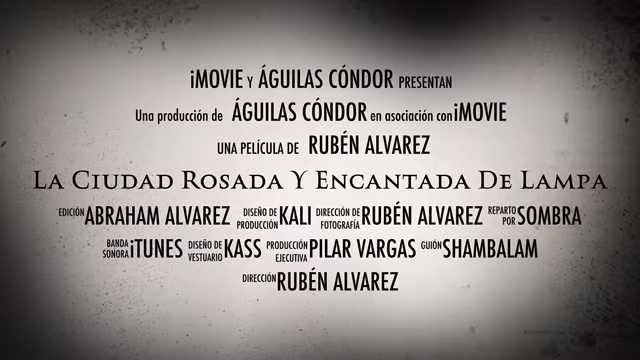 iMOVIE Y ÁGUILAS CÓNDOR PRESENTAN
Una producción de ÁGUILAS CÓNDOR en asociación con iMOVIE
UNA PELÍCULA DE RUBÉN ALVAREZ
LA CIUDAD ROSADA Y ENCANTADA DE LAMPA
EDICIÓN ABRAHAM ALVAREZ DISEÑO DE PRODUCCIÓN KALI DIRECCIÓN DE FOTOGRAFÍA RUBÉN ALVAREZ REPARTO POR SOMBRA
BANDA SONORA iTUNES DISEÑO DE VESTUARIO KASS PRODUCCIÓN EJECUTIVA PILAR VARGAS GUIÓN SHAMBALAM
DIRECCIÓN RUBÉN ALVAREZ